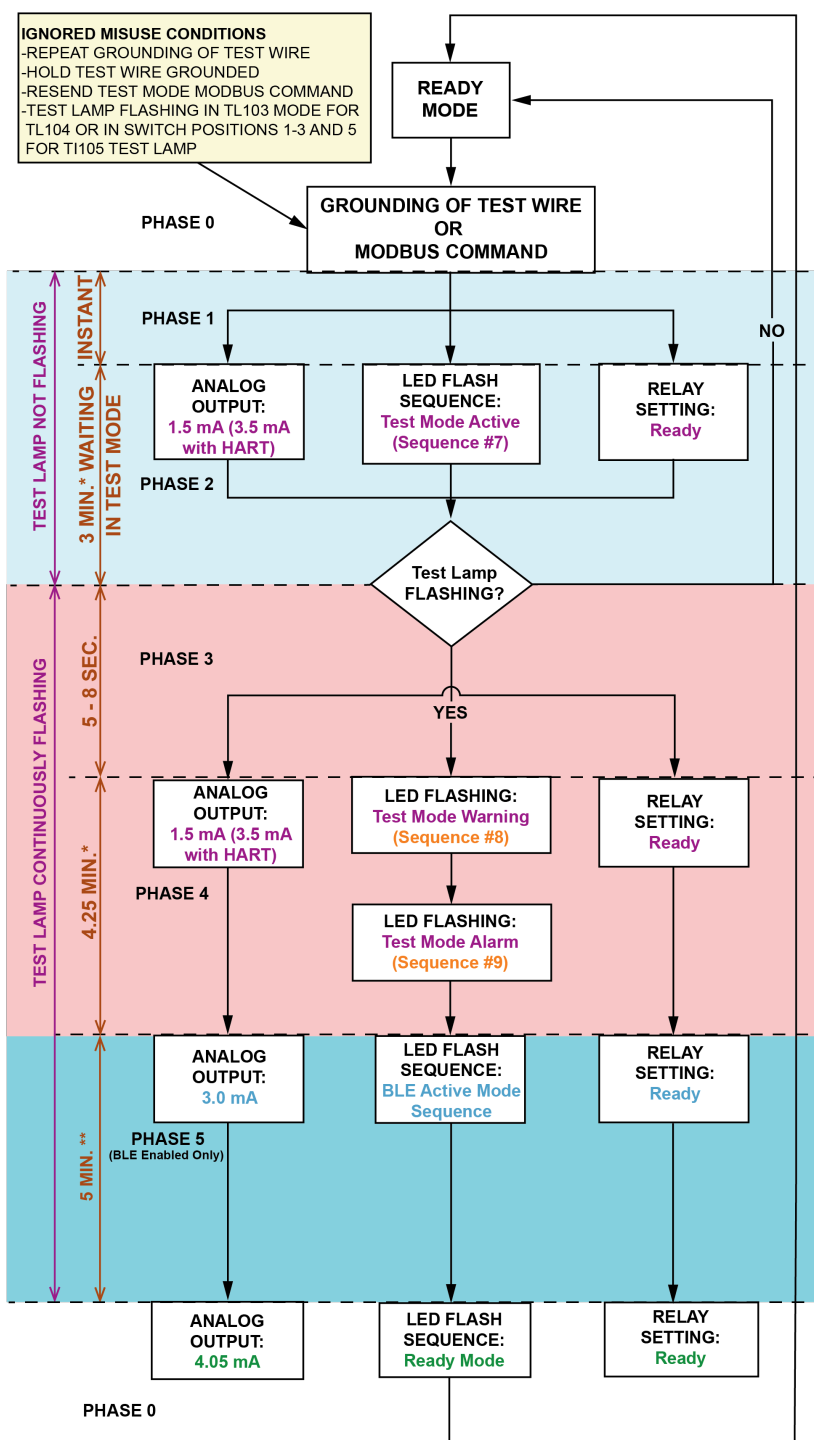 IGNORED MISUSE CONDITIONS
-REPEAT GROUNDING OF TEST WIRE
-HOLD TEST WIRE GROUNDED
-RESEND TEST MODE MODBUS COMMAND
-TEST LAMP FLASHING IN TL103 MODE FOR
TL104 OR IN SWITCH POSITIONS 1-3 AND 5
FOR TI105 TEST LAMP
READY
MODE
PHASE 0
GROUNDING OF TEST WIRE
OR
MODBUS COMMAND
TEST LAMP NOT FLASHING
INSTANT
PHASE 1
NO
3 MIN.* WAITING
IN TEST MODE
ANALOG
OUTPUT:
1.5 mA (3.5 mA
with HART)
LED FLASH
SEQUENCE:
Test Mode Active
(Sequence #7)
RELAY
SETTING:
Ready
PHASE 2
Test Lamp
FLASHING?
TEST LAMP CONTINUOUSLY FLASHING
5 - 8 SEC.
PHASE 3
YES
4.25 MIN.*
ANALOG
OUTPUT:
1.5 mA (3.5 mA
with HART)
LED FLASHING:
Test Mode Warning
(Sequence #8)
RELAY
SETTING:
Ready
PHASE 4
LED FLASHING:
Test Mode Alarm
(Sequence #9)
5 MIN. **
ANALOG
OUTPUT:
3.0 mA
LED FLASH
SEQUENCE:
BLE Active Mode
Sequence
RELAY
SETTING:
Ready
PHASE 5
(BLE Enabled Only)
ANALOG
OUTPUT:
4.05 mA
LED FLASH
SEQUENCE:
Ready Mode
RELAY
SETTING:
Ready
PHASE 0